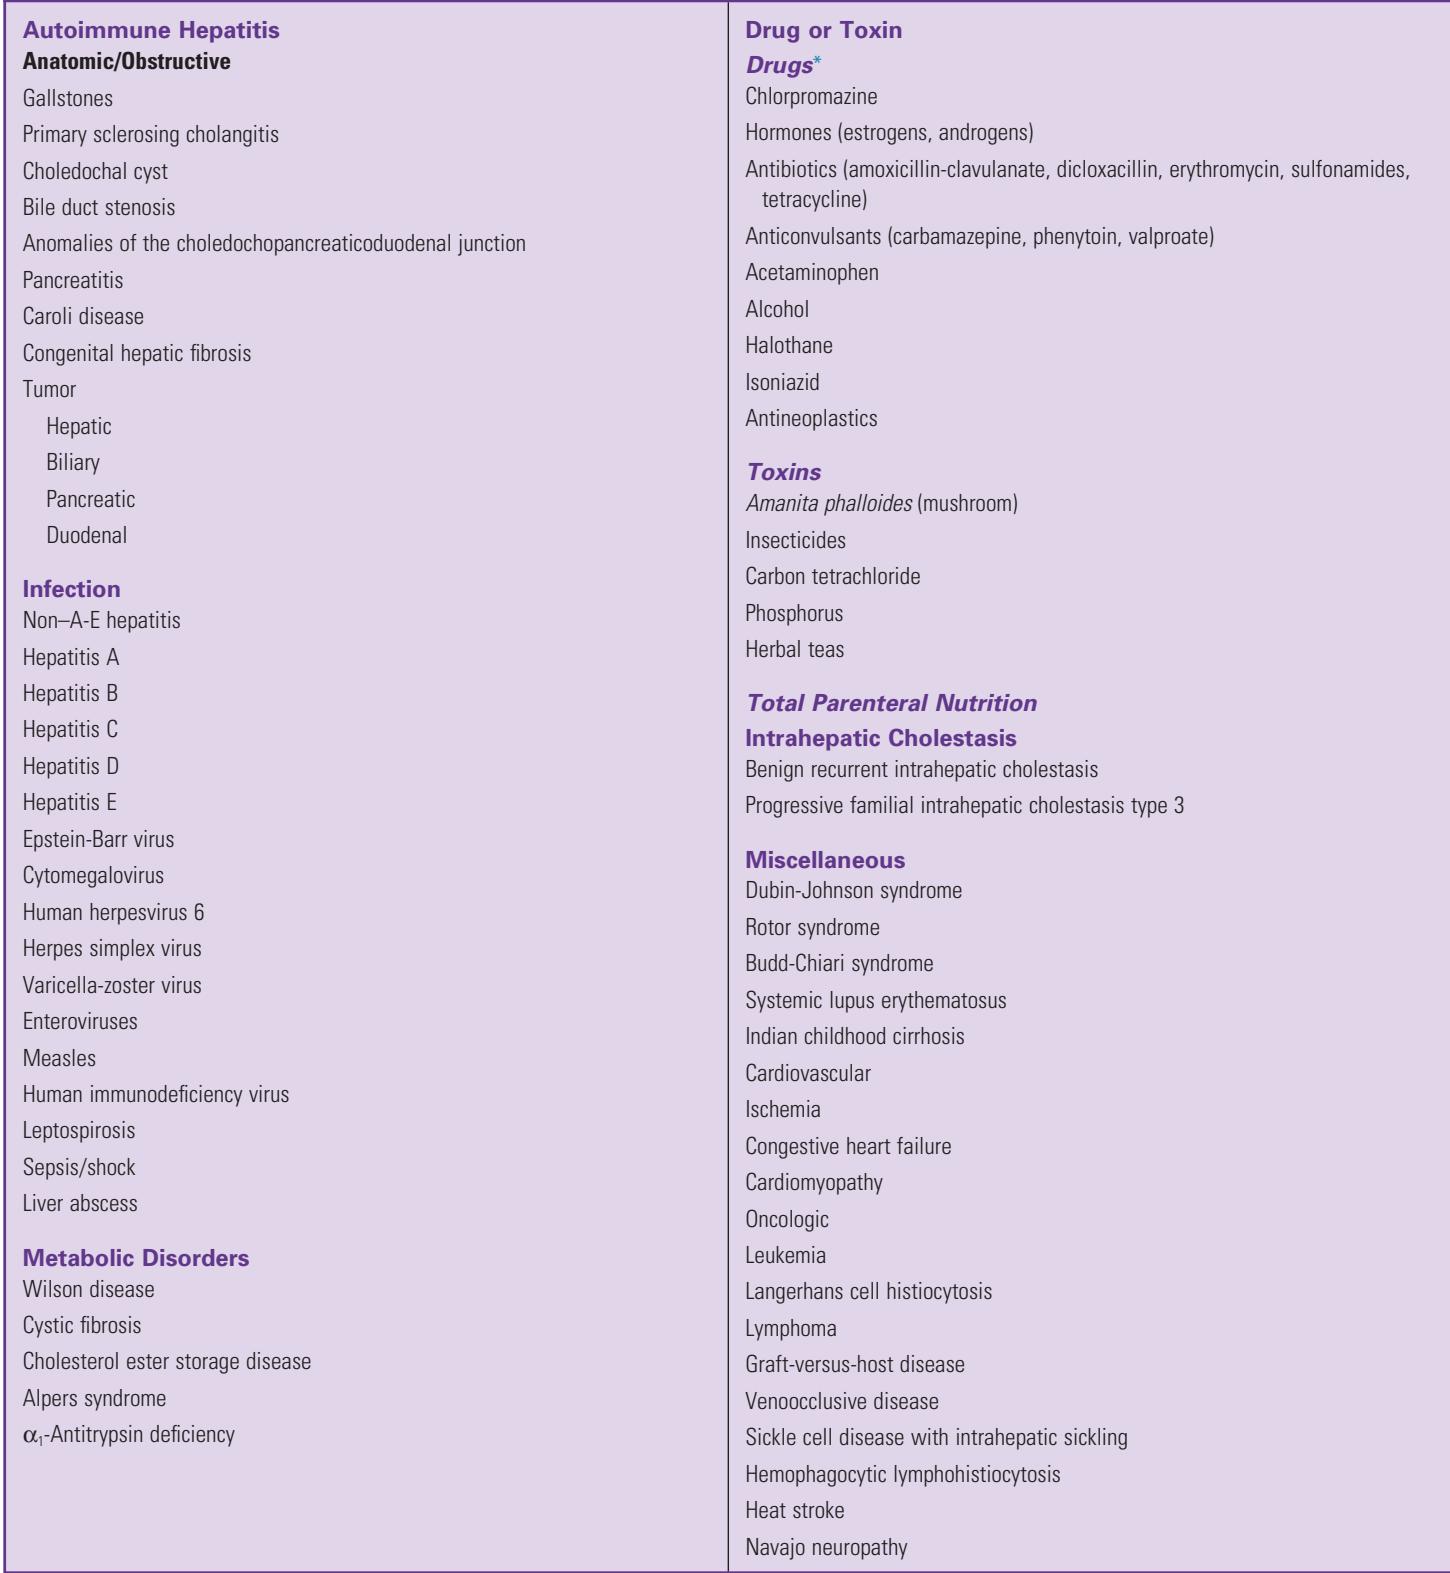 Autoimmune Hepatitis
Anatomic/Obstructive
Gallstones
Primary sclerosing cholangitis
Choledochal cyst
Bile duct stenosis
Anomalies of the choledochopancreaticoduodenal junction
Pancreatitis
Caroli disease
Congenital hepatic fibrosis
Tumor
Hepatic
Biliary
Pancreatic
Duodenal
Infection
Non–A-E hepatitis
Hepatitis A
Hepatitis B
Hepatitis C
Hepatitis D
Hepatitis E
Epstein-Barr virus
Cytomegalovirus
Human herpesvirus 6
Herpes simplex virus
Varicella-zoster virus
Enteroviruses
Measles
Human immunodeficiency virus
Leptospirosis
Sepsis/shock
Liver abscess
Metabolic Disorders
Wilson disease
Cystic fibrosis
Cholesterol ester storage disease
Alpers syndrome
α₁-Antitrypsin deficiency
Drug or Toxin
Drugs*
Chlorpromazine
Hormones (estrogens, androgens)
Antibiotics (amoxicillin-clavulanate, dicloxacillin, erythromycin, sulfonamides,
tetracycline)
Anticonvulsants (carbamazepine, phenytoin, valproate)
Acetaminophen
Alcohol
Halothane
Isoniazid
Antineoplastics
Toxins
Amanita phalloides (mushroom)
Insecticides
Carbon tetrachloride
Phosphorus
Herbal teas
Total Parenteral Nutrition
Intrahepatic Cholestasis
Benign recurrent intrahepatic cholestasis
Progressive familial intrahepatic cholestasis type 3
Miscellaneous
Dubin-Johnson syndrome
Rotor syndrome
Budd-Chiari syndrome
Systemic lupus erythematosus
Indian childhood cirrhosis
Cardiovascular
Ischemia
Congestive heart failure
Cardiomyopathy
Oncologic
Leukemia
Langerhans cell histiocytosis
Lymphoma
Graft-versus-host disease
Venoocclusive disease
Sickle cell disease with intrahepatic sickling
Hemophagocytic lymphohistiocytosis
Heat stroke
Navajo neuropathy